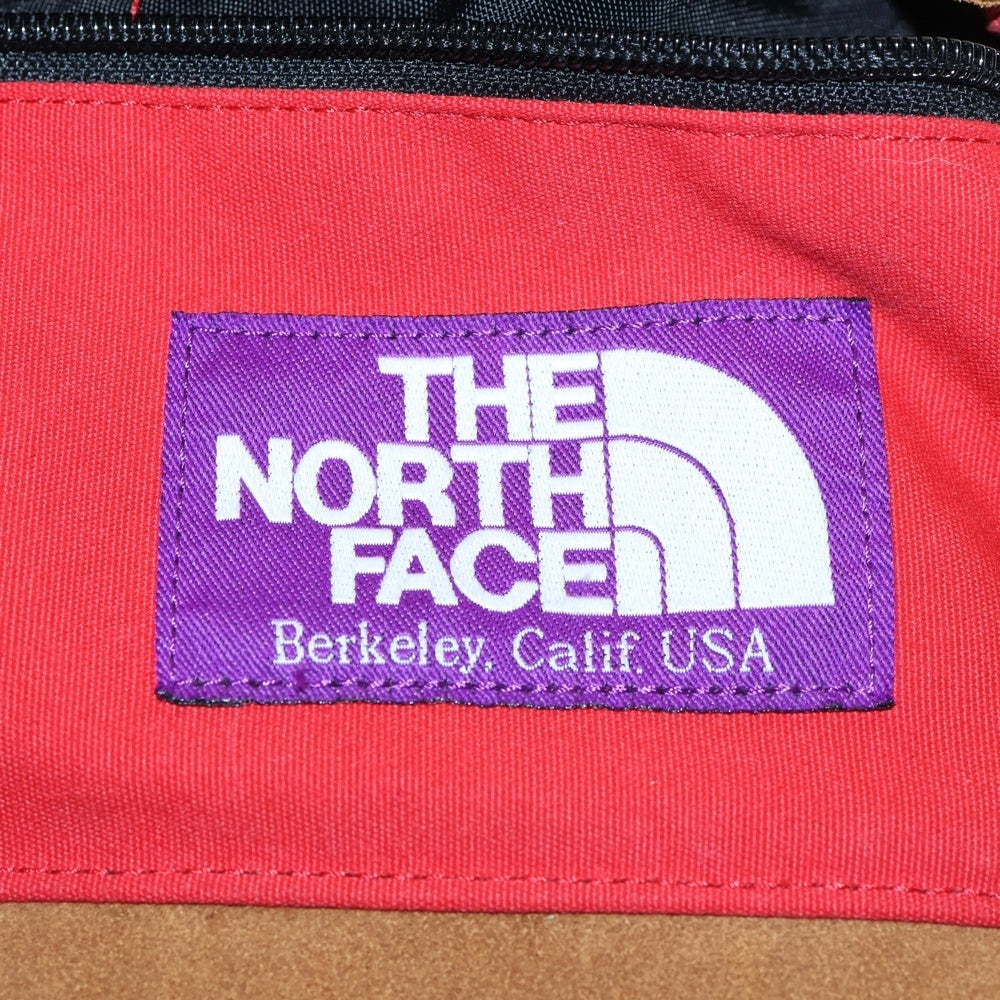 THE
NORTH
FACE
Berkeley, Calif. USA